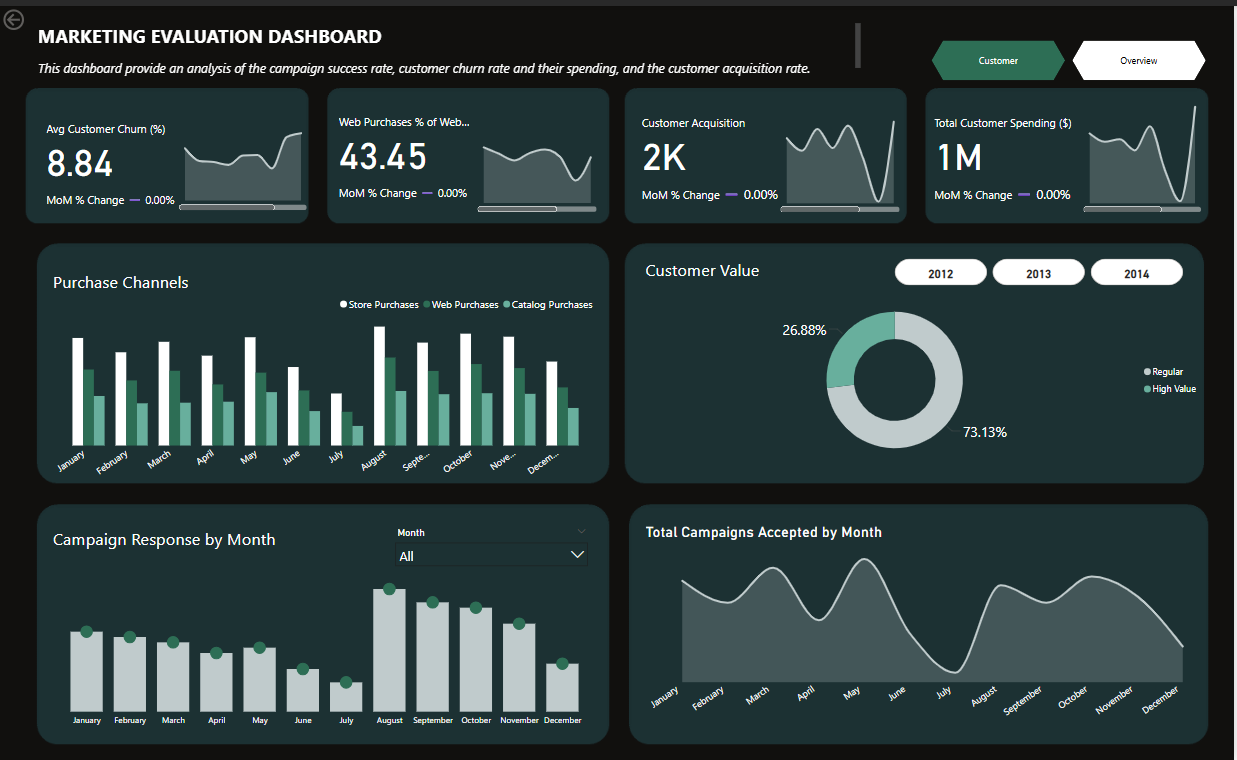 MARKETING EVALUATION DASHBOARD
This dashboard provide an analysis of the campaign success rate, customer churn rate and their spending, and the customer acquisition rate.
Customer
Overview
Avg Customer Churn (%)
8.84
MoM % Change 0.00%
Web Purchases % of Web...
43.45
MoM % Change 0.00%
Customer Acquisition
2K
MoM % Change 0.00%
Total Customer Spending ($)
1M
MoM % Change 0.00%
Purchase Channels
Store Purchases Web Purchases Catalog Purchases
January February March April May June July August Septe... October Nove... Decem...
Customer Value
2012 2013 2014
26.88%
73.13%
Regular
High Value
Campaign Response by Month
Month
All
January February March April May June July August September October November December
Total Campaigns Accepted by Month
January February March April May June July August September October November December